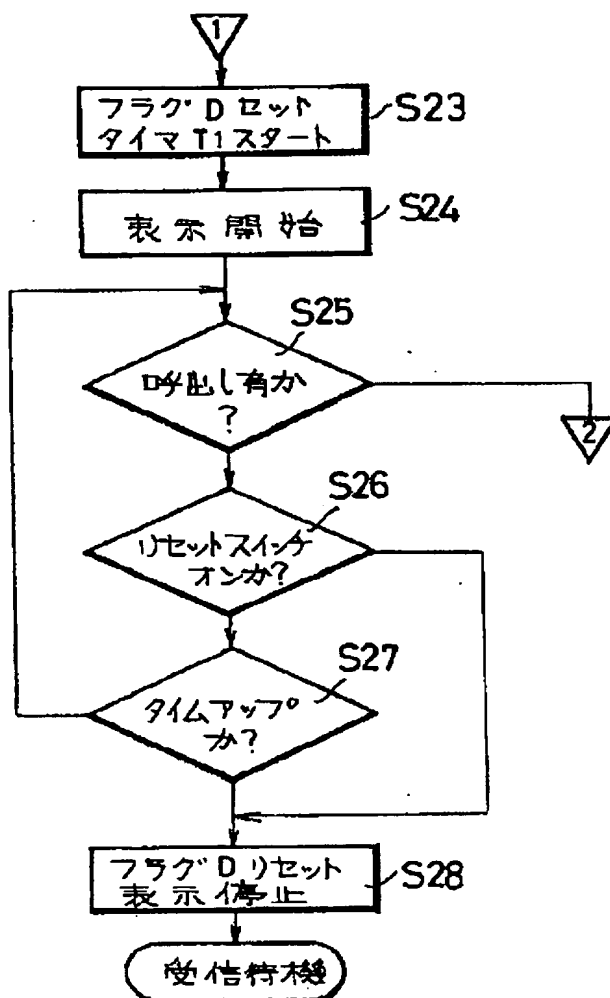 1
フラグDセット
タイマT1スタート
S23
表示開始
S24
S25
呼出し有か
?
2
S26
リセットスイッチ
オンか?
S27
タイムアップ
か?
フラグDリセット
表示停止
S28
受信待機